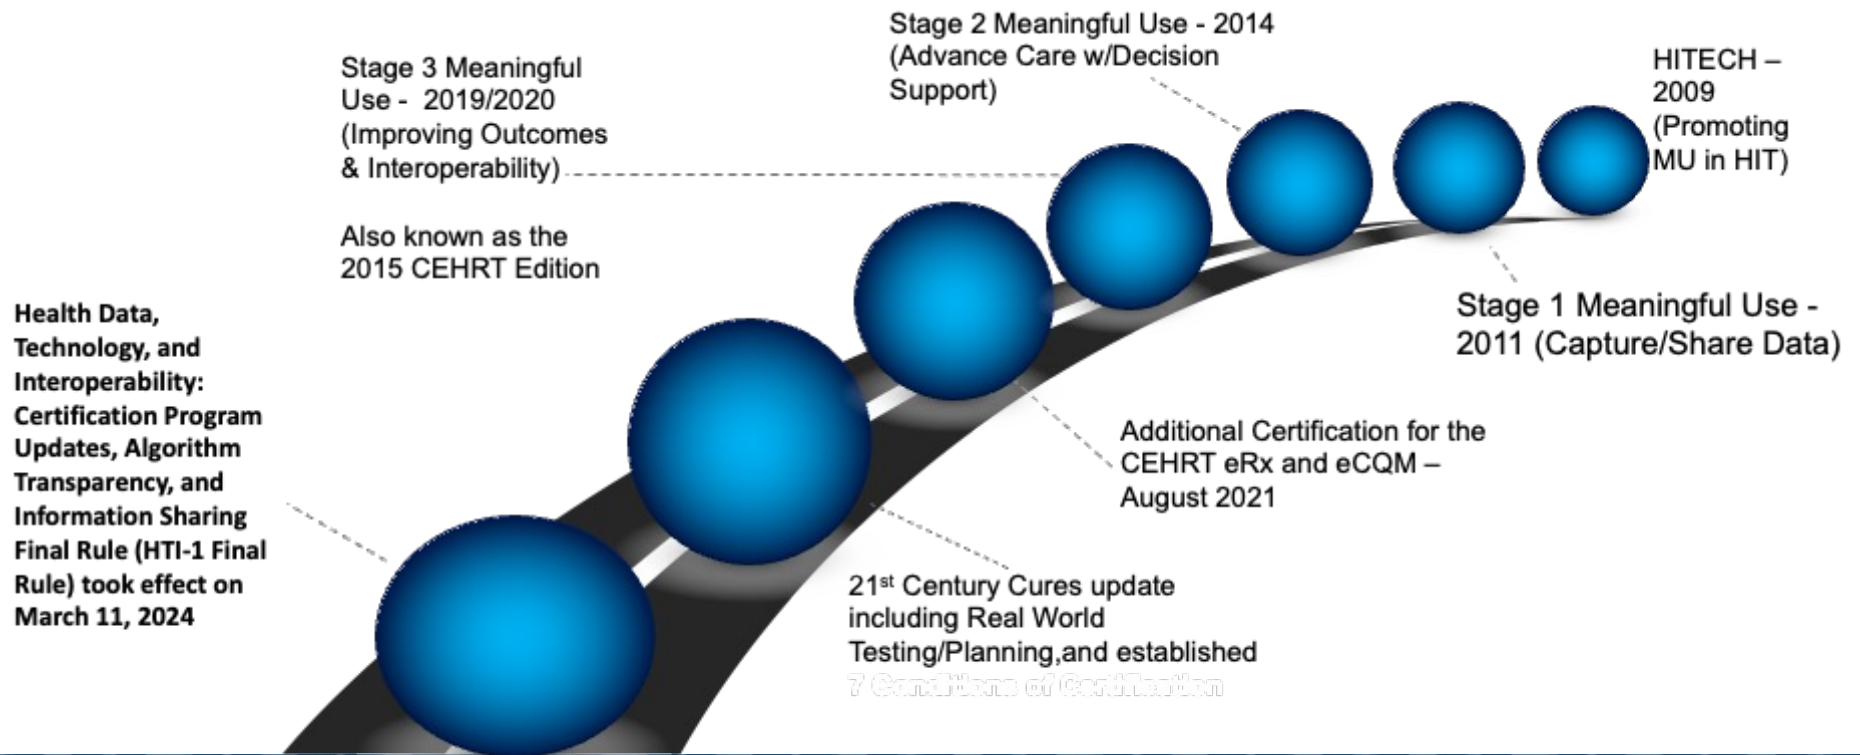 Stage 2 Meaningful Use - 2014
(Advance Care w/Decision
Support)
HITECH –
2009
(Promoting
MU in HIT)
Stage 3 Meaningful
Use -  2019/2020
(Improving Outcomes
& Interoperability)
Also known as the
2015 CEHRT Edition
Stage 1 Meaningful Use -
2011 (Capture/Share Data)
Health Data,
Technology, and
Interoperability:
Certification Program
Updates, Algorithm
Transparency, and
Information Sharing
Final Rule (HTI-1 Final
Rule) took effect on
March 11, 2024
Additional Certification for the
CEHRT eRx and eCQM –
August 2021
21st Century Cures update
including Real World
Testing/Planning,and established
7 Conditions of Certification